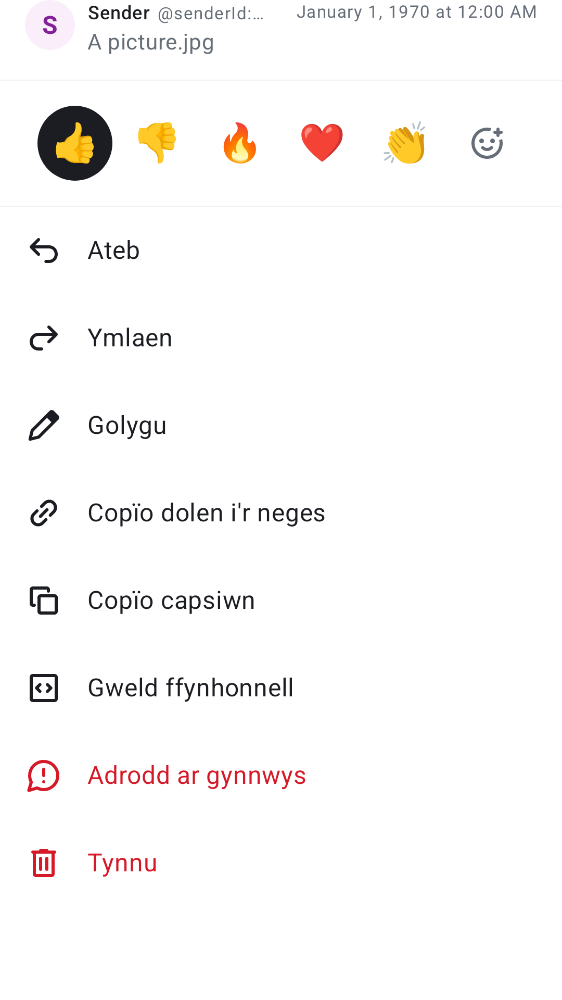 S
Sender @senderId:… January 1, 1970 at 12:00 AM
A picture.jpg
Ateb
Ymlaen
Golygu
Copïo dolen i'r neges
Copïo capsiwn
Gweld ffynhonnell
Adrodd ar gynnwys
Tynnu